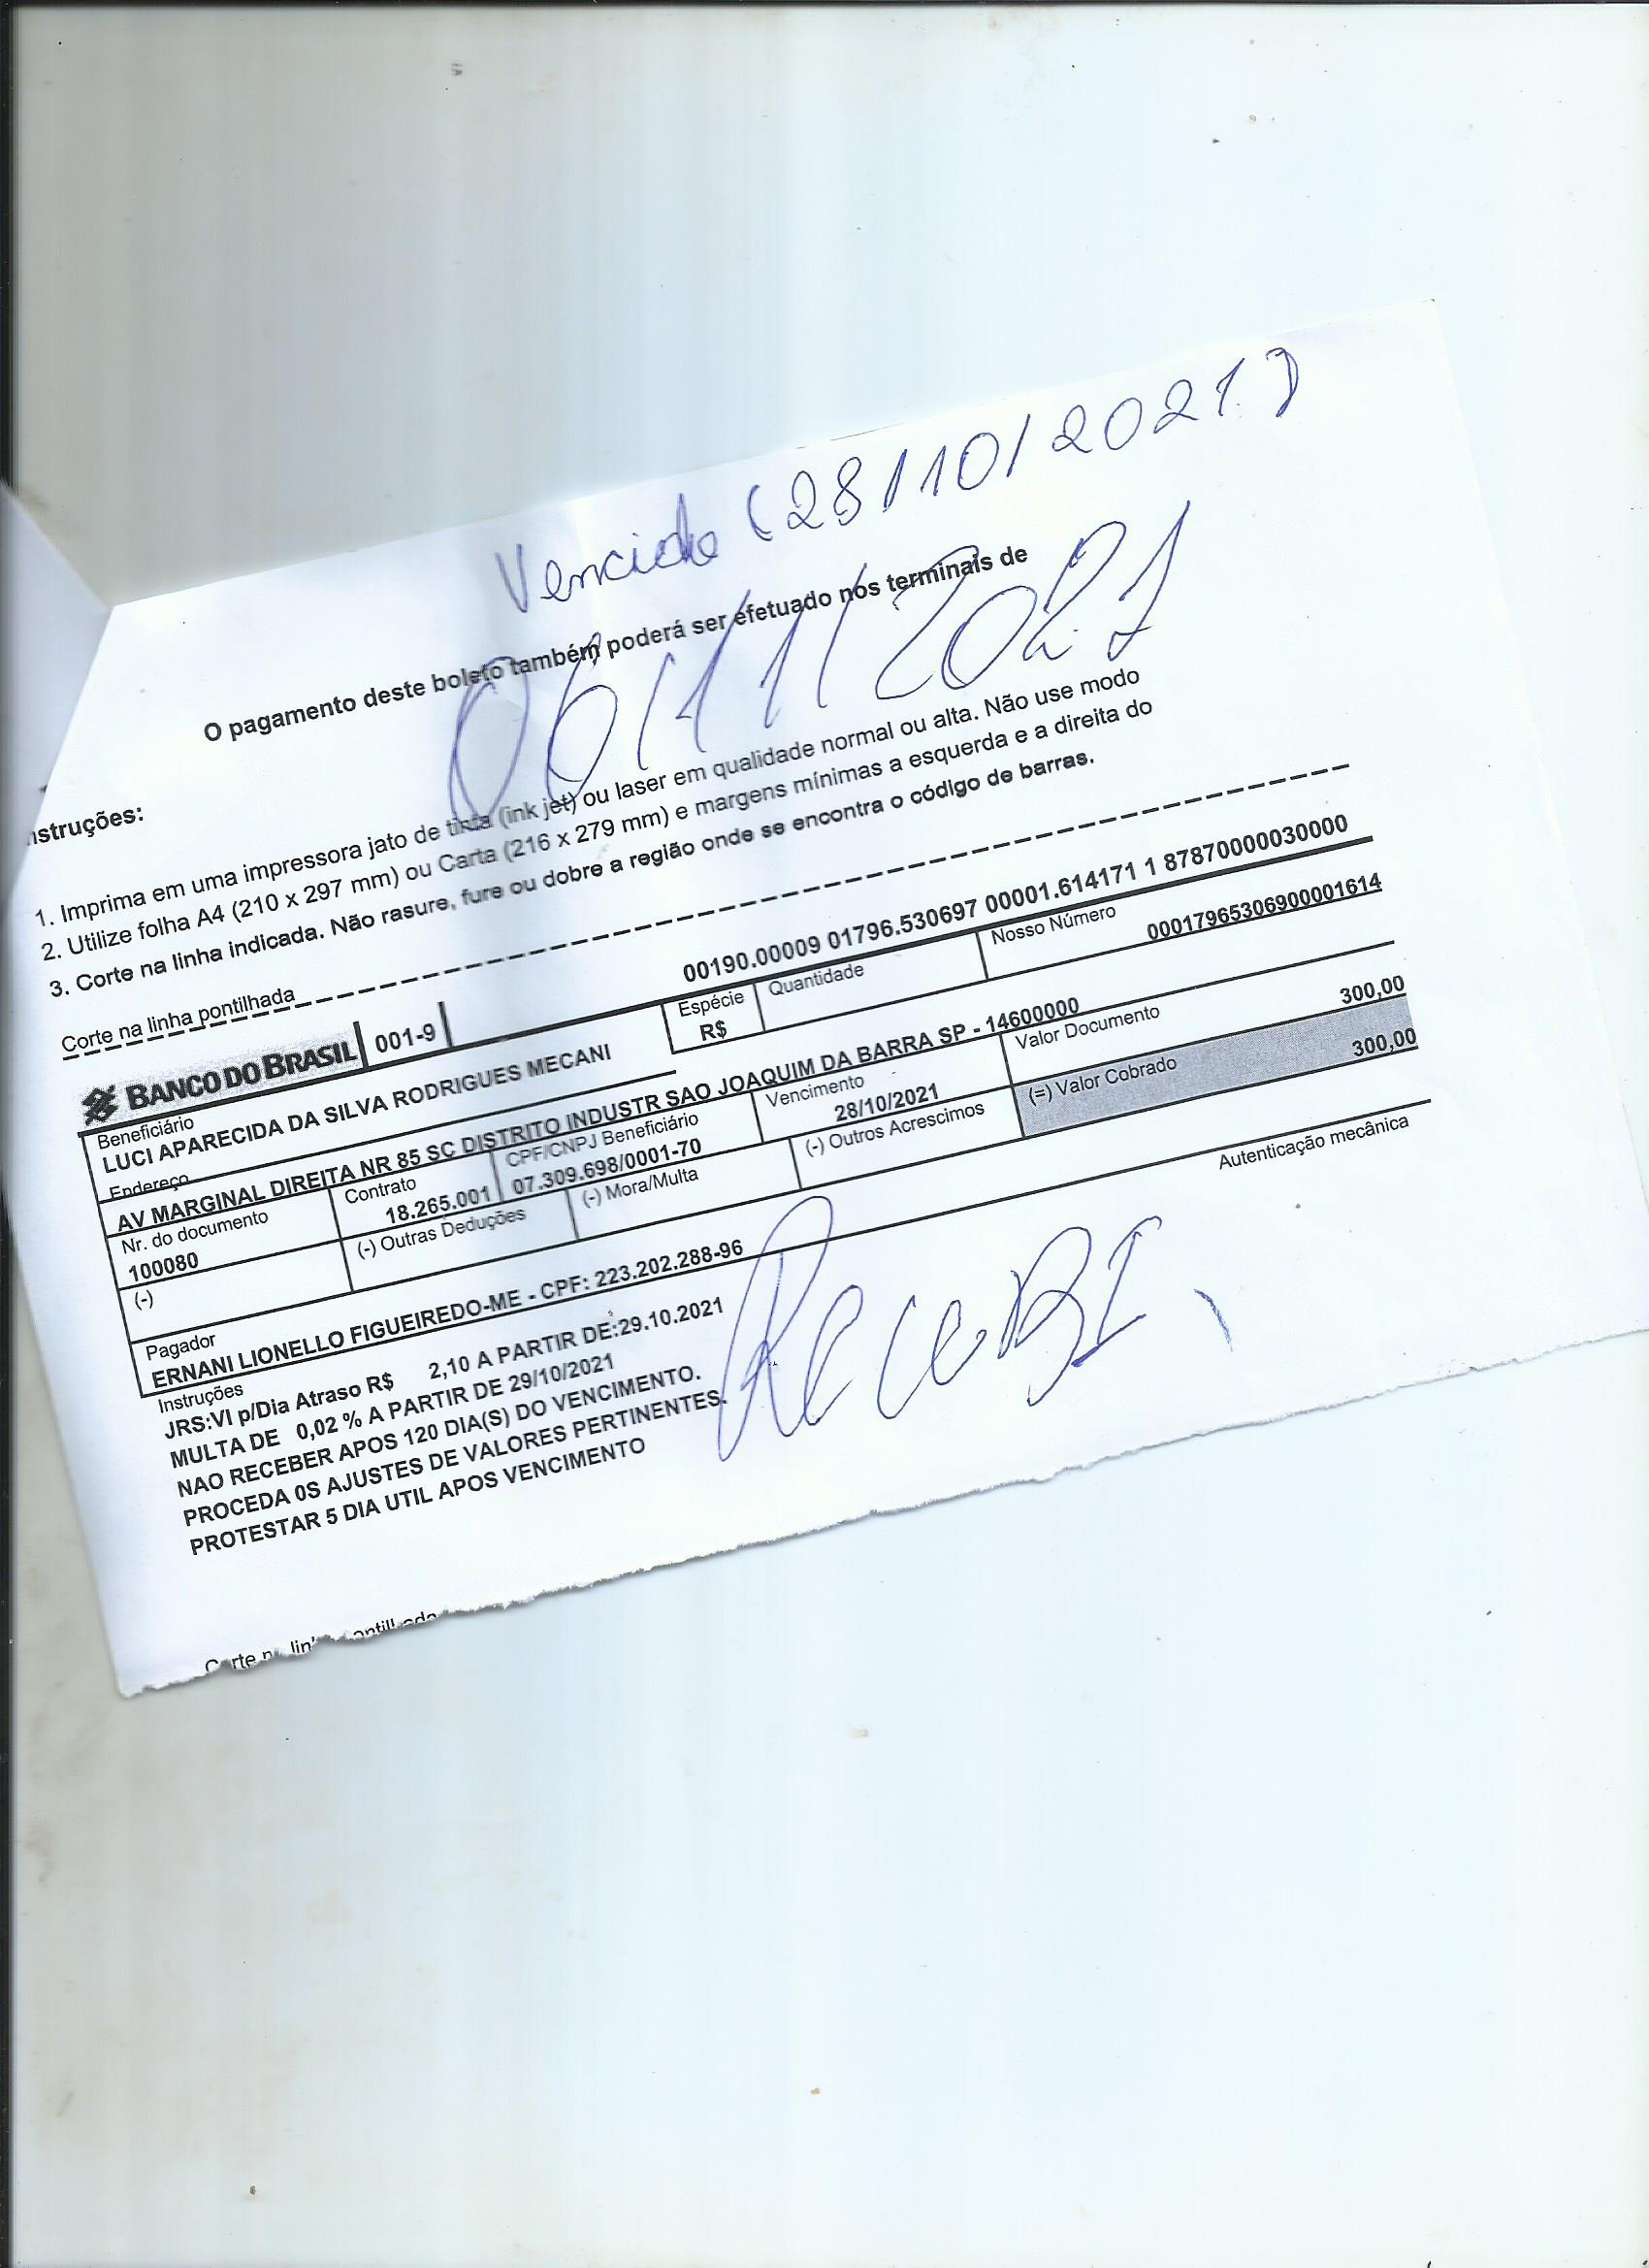 Vencido (28/10/2021)
O pagamento deste boleto também poderá ser efetuado nos terminais de
06/11/2021
nstruções:
1. Imprima em uma impressora jato de tinta (ink jet) ou laser em qualidade normal ou alta. Não use modo
2. Utilize folha A4 (210 x 297 mm) ou Carta (216 x 279 mm) e margens mínimas a esquerda e a direita do
3. Corte na linha indicada. Não rasure, fure ou dobre a região onde se encontra o código de barras.
Corte na linha pontilhada
BANCO DO BRASIL 001-9 00190.00009 01796.530697 00001.614171 1 87870000030000
Beneficiário Espécie Quantidade Nosso Número
LUCI APARECIDA DA SILVA RODRIGUES MECANI R$ 00017965306900001614
Endereço Valor Documento
AV MARGINAL DIREITA NR 85 SC DISTRITO INDUSTR SAO JOAQUIM DA BARRA SP - 14600000 300,00
Nr. do documento Contrato CPF/CNPJ Beneficiário Vencimento (=) Valor Cobrado
100080 18.265.001 07.309.698/0001-70 28/10/2021 300,00
(-) (-) Outras Deduções (-) Mora/Multa (-) Outros Acrescimos
Pagador Autenticação mecânica
ERNANI LIONELLO FIGUEIREDO-ME - CPF: 223.202.288-96
Instruções
JRS:Vl p/Dia Atraso R$ 2,10 A PARTIR DE:29.10.2021
MULTA DE 0,02 % A PARTIR DE 29/10/2021
NAO RECEBER APOS 120 DIA(S) DO VENCIMENTO.
PROCEDA 0S AJUSTES DE VALORES PERTINENTES.
PROTESTAR 5 DIA UTIL APOS VENCIMENTO
ReceBI,